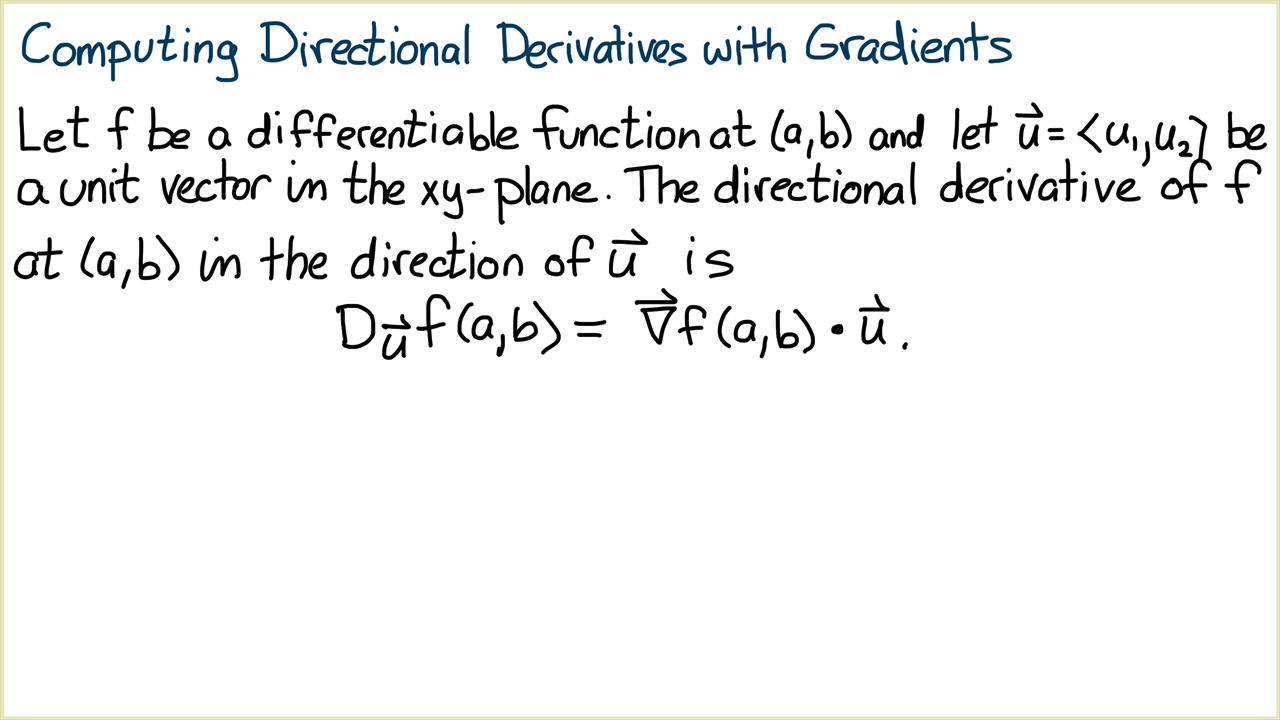 Computing Directional Derivatives with Gradients
Let f be a differentiable function at (a,b) and let u⃗ = ⟨u₁,u₂] be
a unit vector in the xy-plane. The directional derivative of f
at (a,b) in the direction of u⃗ is
D_u⃗ f(a,b) = ∇⃗f(a,b) • u⃗.